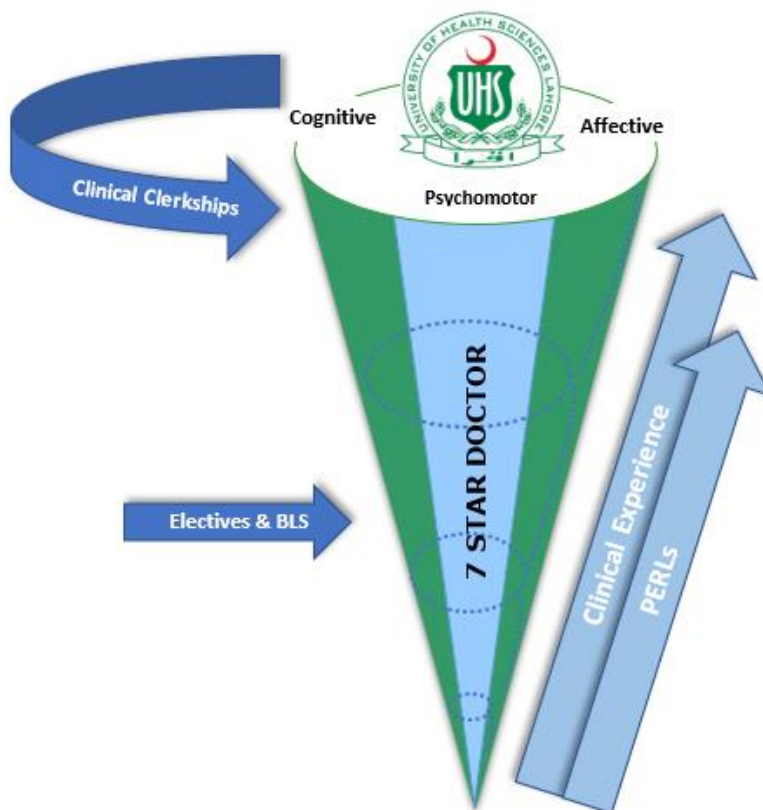 UNIVERSITY OF HEALTH SCIENCES LAHORE
UHS
اقرا
Cognitive
Affective
Psychomotor
Clinical Clerkships
7 STAR DOCTOR
Electives & BLS
Clinical Experience
PERLs